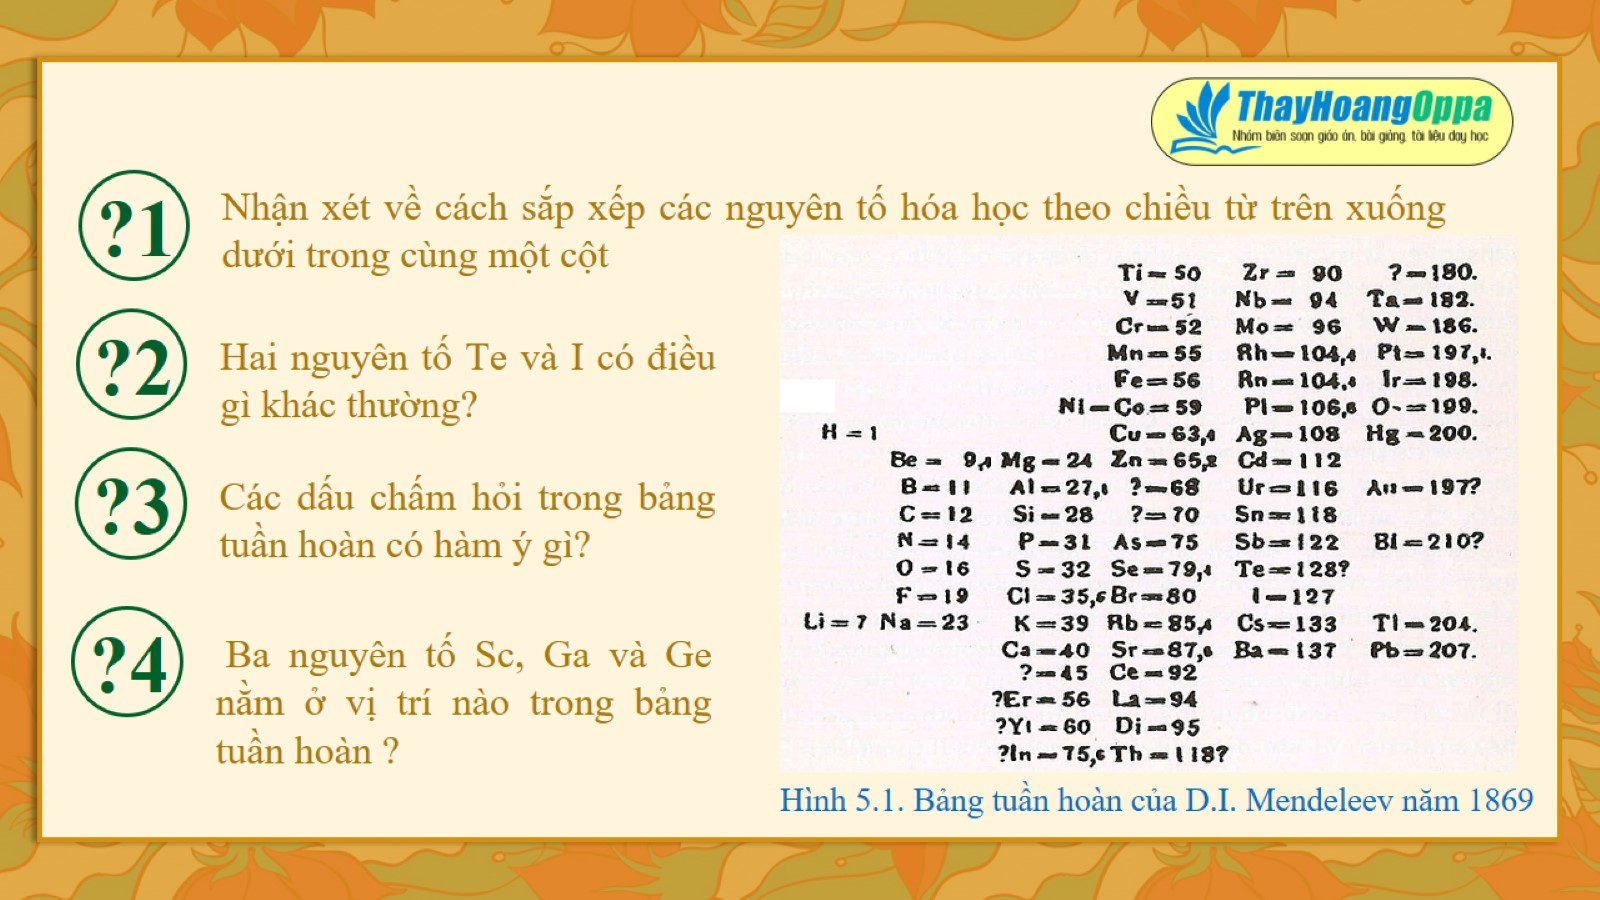 ThayHoangOppa
Nhóm biên soạn giáo án, bài giảng, tài liệu dạy học
?1
Nhận xét về cách sắp xếp các nguyên tố hóa học theo chiều từ trên xuống
dưới trong cùng một cột
?2
Hai nguyên tố Te và I có điều
gì khác thường?
?3
Các dấu chấm hỏi trong bảng
tuần hoàn có hàm ý gì?
?4
Ba nguyên tố Sc, Ga và Ge
nằm ở vị trí nào trong bảng
tuần hoàn ?
Ti = 50 Zr = 90 ? = 180.
V = 51 Nb = 94 Ta = 182.
Cr = 52 Mo = 96 W = 186.
Mn = 55 Rh = 104,4 Pt = 197,1.
Fe = 56 Rn = 104,4 Ir = 198.
Ni = Co = 59 Pl = 106,6 O- = 199.
H = 1 Cu = 63,4 Ag = 108 Hg = 200.
Be = 9,4 Mg = 24 Zn = 65,2 Cd = 112
B = 11 Al = 27,1 ? = 68 Ur = 116 Au = 197?
C = 12 Si = 28 ? = 70 Sn = 118
N = 14 P = 31 As = 75 Sb = 122 Bi = 210?
O = 16 S = 32 Se = 79,4 Te = 128?
F = 19 Cl = 35,5 Br = 80 I = 127
Li = 7 Na = 23 K = 39 Rb = 85,4 Cs = 133 Tl = 204.
Ca = 40 Sr = 87,6 Ba = 137 Pb = 207.
? = 45 Ce = 92
?Er = 56 La = 94
?Yt = 60 Di = 95
?In = 75,6 Th = 118?
Hình 5.1. Bảng tuần hoàn của D.I. Mendeleev năm 1869